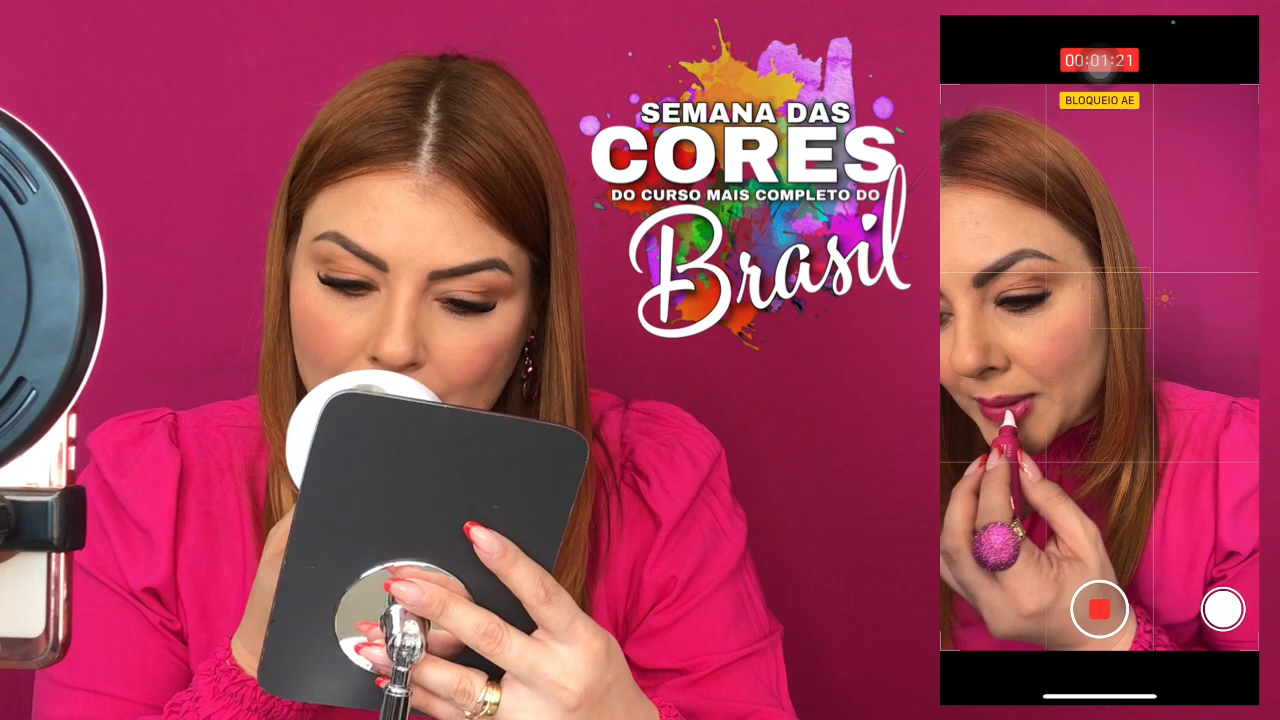 SEMANA DAS
CORES
DO CURSO MAIS COMPLETO DO
Brasil
00:01:21
BLOQUEIO AE